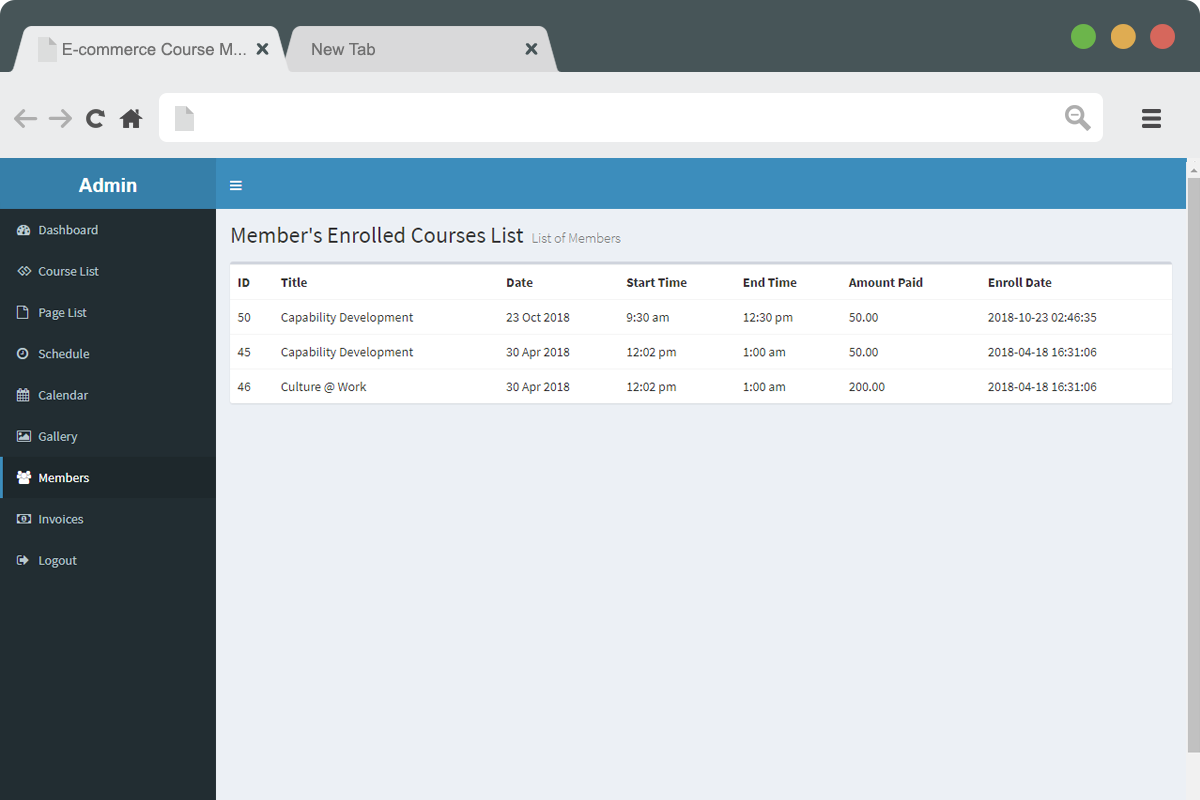 E-commerce Course M... New Tab
Admin
Dashboard
Course List
Page List
Schedule
Calendar
Gallery
Members
Invoices
Logout
Member's Enrolled Courses List List of Members
ID Title Date Start Time End Time Amount Paid Enroll Date
50 Capability Development 23 Oct 2018 9:30 am 12:30 pm 50.00 2018-10-23 02:46:35
45 Capability Development 30 Apr 2018 12:02 pm 1:00 am 50.00 2018-04-18 16:31:06
46 Culture @ Work 30 Apr 2018 12:02 pm 1:00 am 200.00 2018-04-18 16:31:06